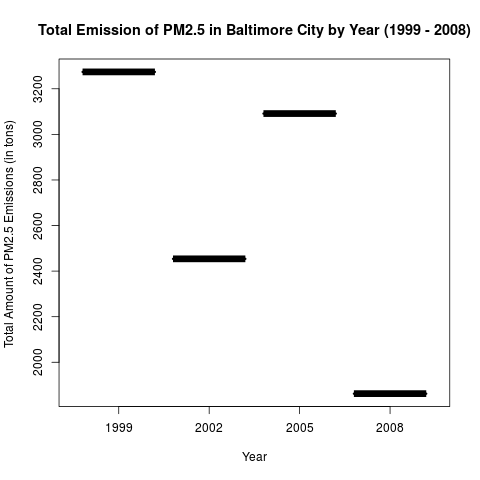 Total Emission of PM2.5 in Baltimore City by Year (1999 - 2008)
Total Amount of PM2.5 Emissions (in tons)
3200
3000
2800
2600
2400
2200
2000
1999 2002 2005 2008
Year